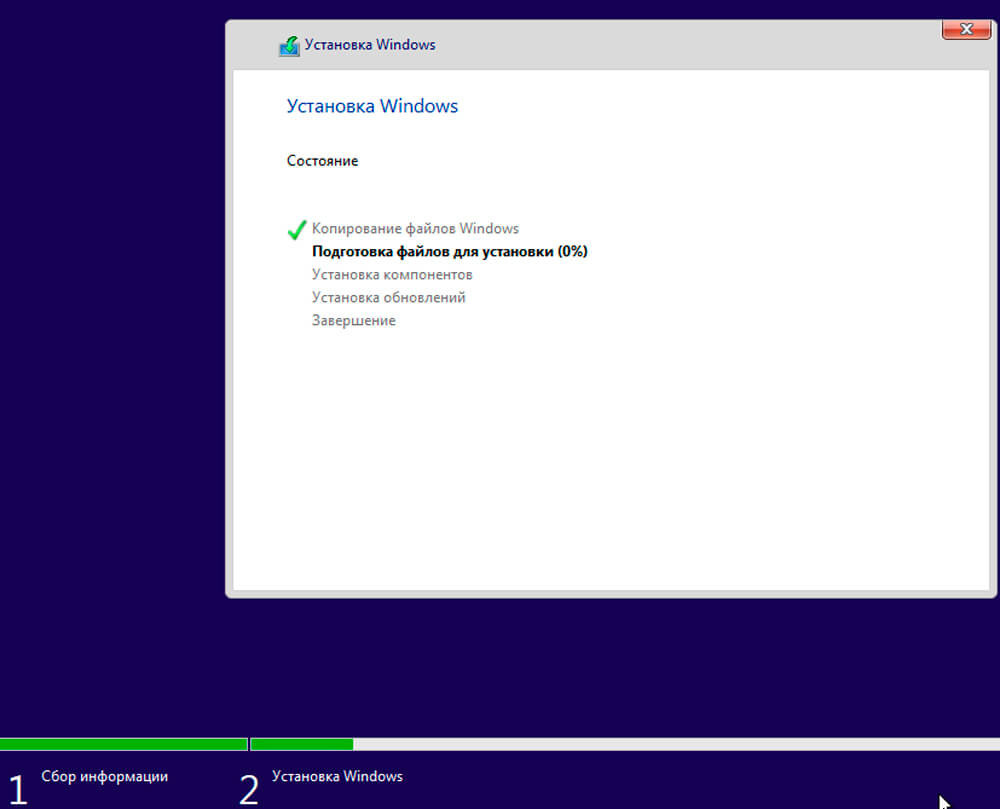 Установка Windows
Установка Windows
Состояние
Копирование файлов Windows
Подготовка файлов для установки (0%)
Установка компонентов
Установка обновлений
Завершение
1 Сбор информации
2 Установка Windows